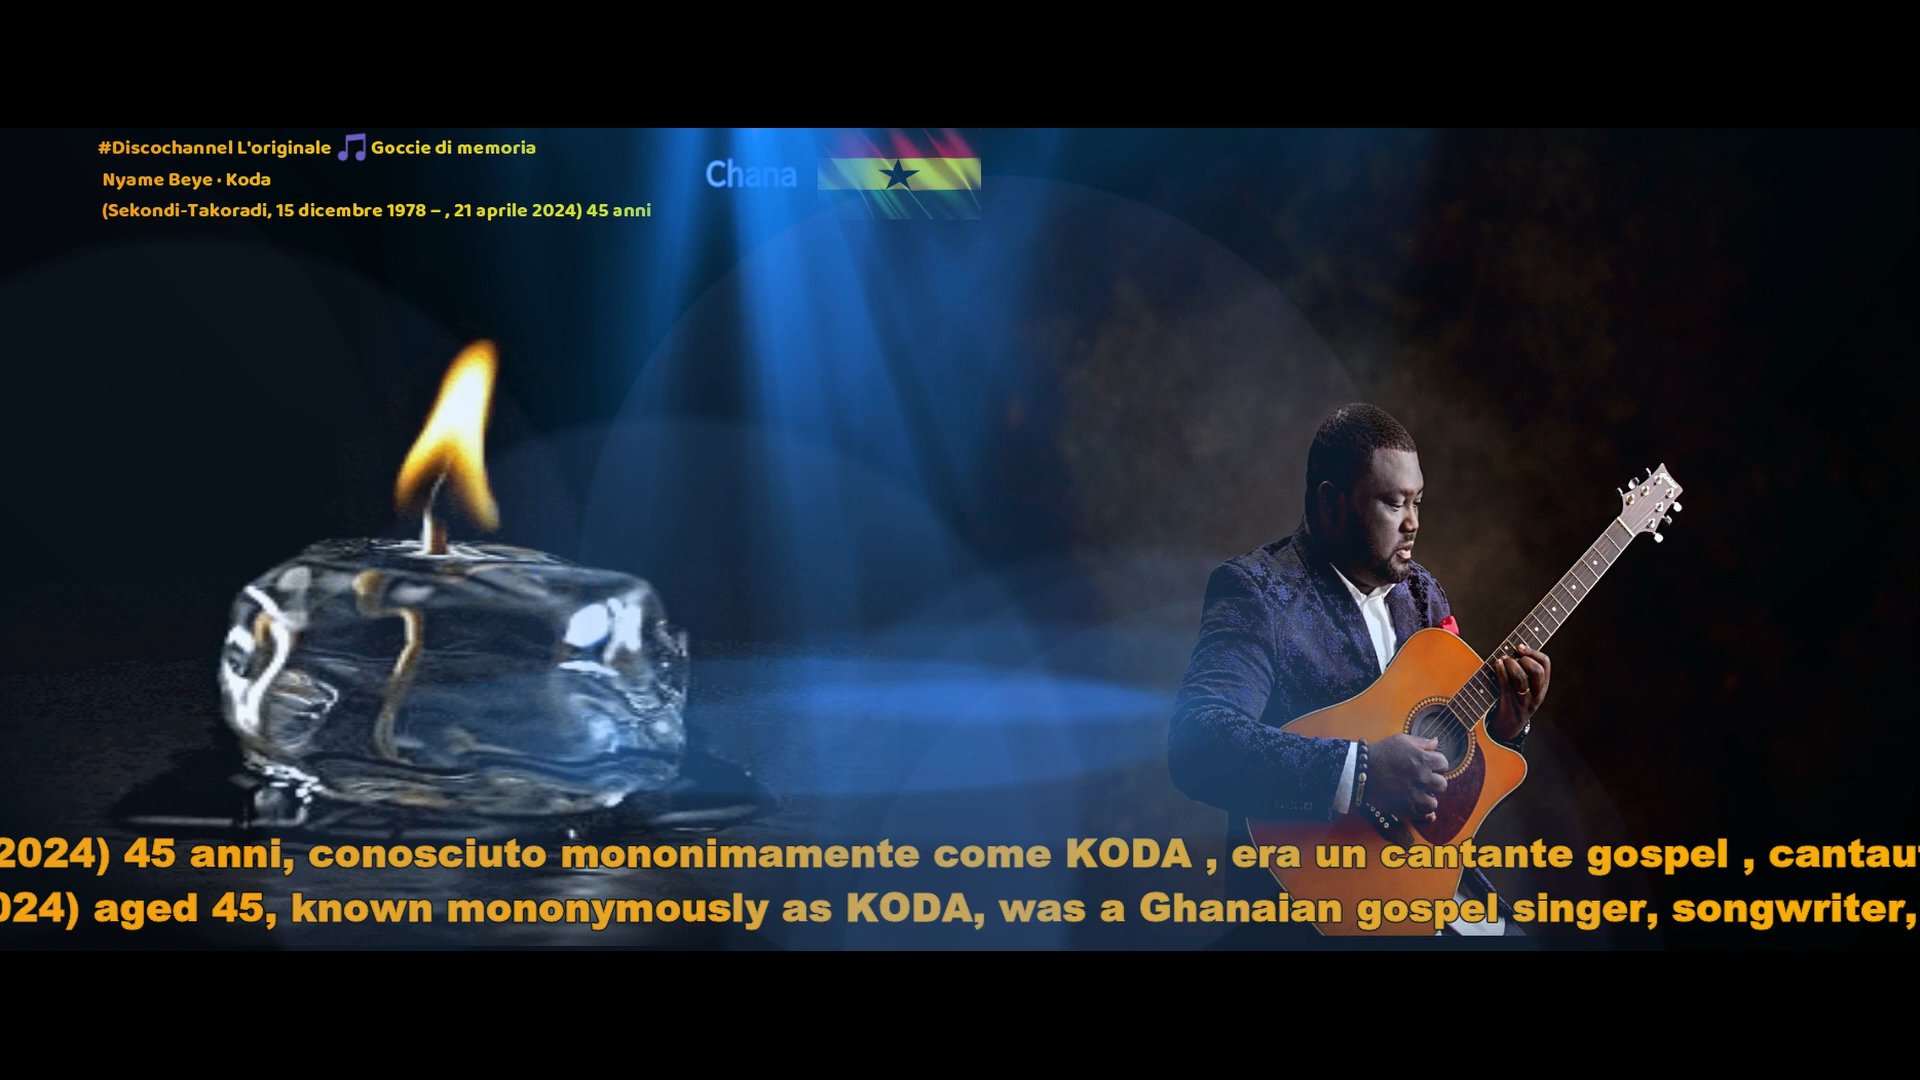 #Discochannel L'originale 🎵 Goccie di memoria
Nyame Beye · Koda
(Sekondi-Takoradi, 15 dicembre 1978 – , 21 aprile 2024) 45 anni
Chana
2024) 45 anni, conosciuto mononimamente come KODA , era un cantante gospel , cantaut
024) aged 45, known mononymously as KODA, was a Ghanaian gospel singer, songwriter,